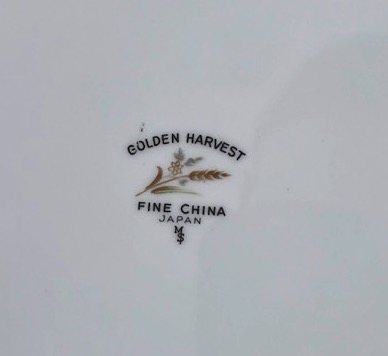 GOLDEN HARVEST
FINE CHINA
JAPAN
M
S